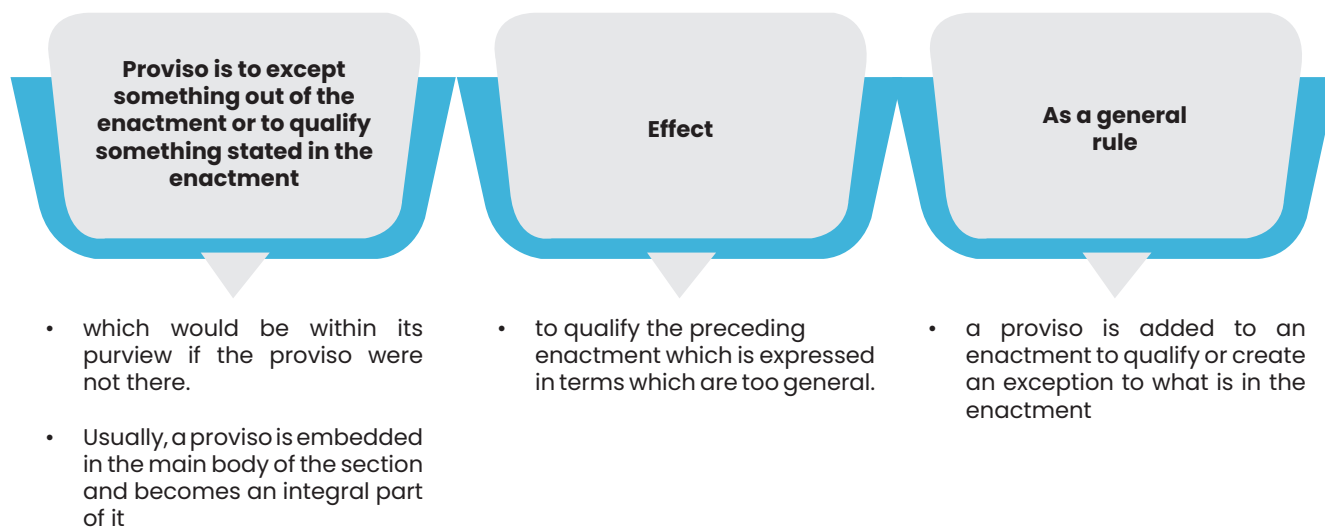 Proviso is to except
something out of the
enactment or to qualify
something stated in the
enactment
• which would be within its
purview if the proviso were
not there.
• Usually, a proviso is embedded
in the main body of the section
and becomes an integral part
of it
Effect
• to qualify the preceding
enactment which is expressed
in terms which are too general.
As a general
rule
• a proviso is added to an
enactment to qualify or create
an exception to what is in the
enactment